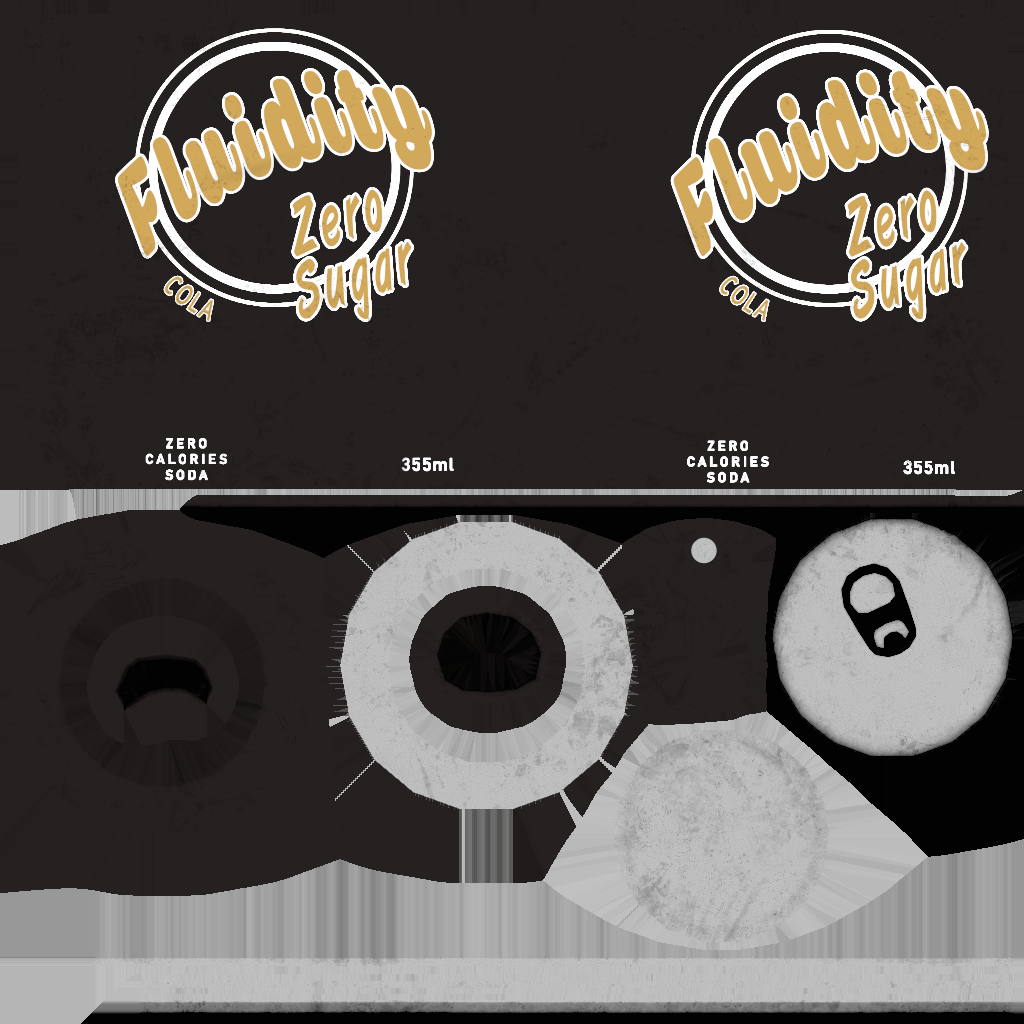 Fluidity
Zero
Sugar
COLA
ZERO
CALORIES
SODA
355ml
Fluidity
Zero
Sugar
COLA
ZERO
CALORIES
SODA
355ml